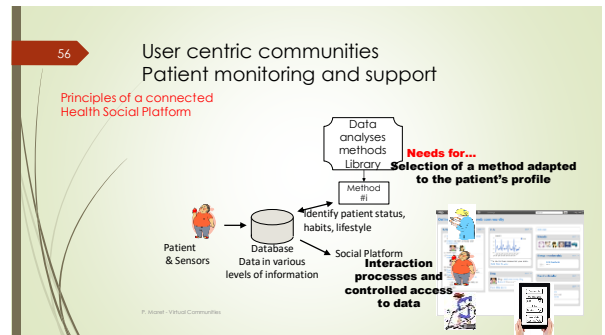 56
User centric communities
Patient monitoring and support
Principles of a connected
Health Social Platform
Data
analyses
methods
Library
Needs for...
Selection of a method adapted
to the patient's profile
Method
#i
Identify patient status,
habits, lifestyle
Patient
& Sensors
Database
Data in various
levels of information
Social Platform
Interaction
processes and
controlled access
to data
P. Maret - Virtual Communities